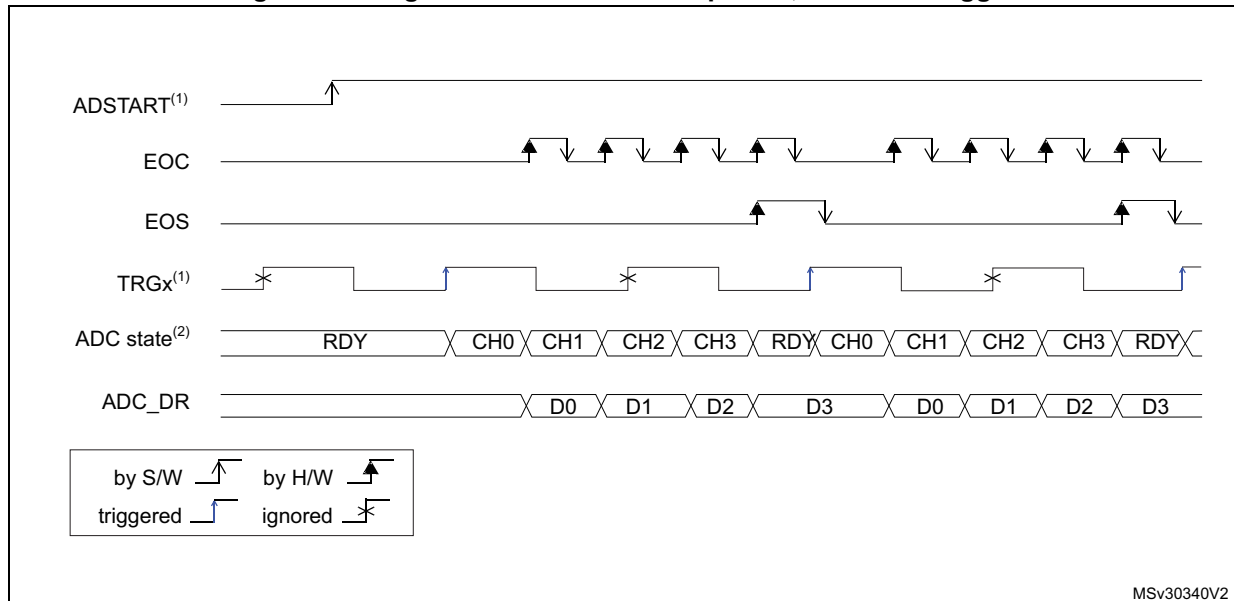 ADSTART(1)
EOC
EOS
TRGx(1)
ADC state(2) RDY CH0 CH1 CH2 CH3 RDY CH0 CH1 CH2 CH3 RDY
ADC_DR D0 D1 D2 D3 D0 D1 D2 D3
by S/W by H/W
triggered ignored
MSv30340V2